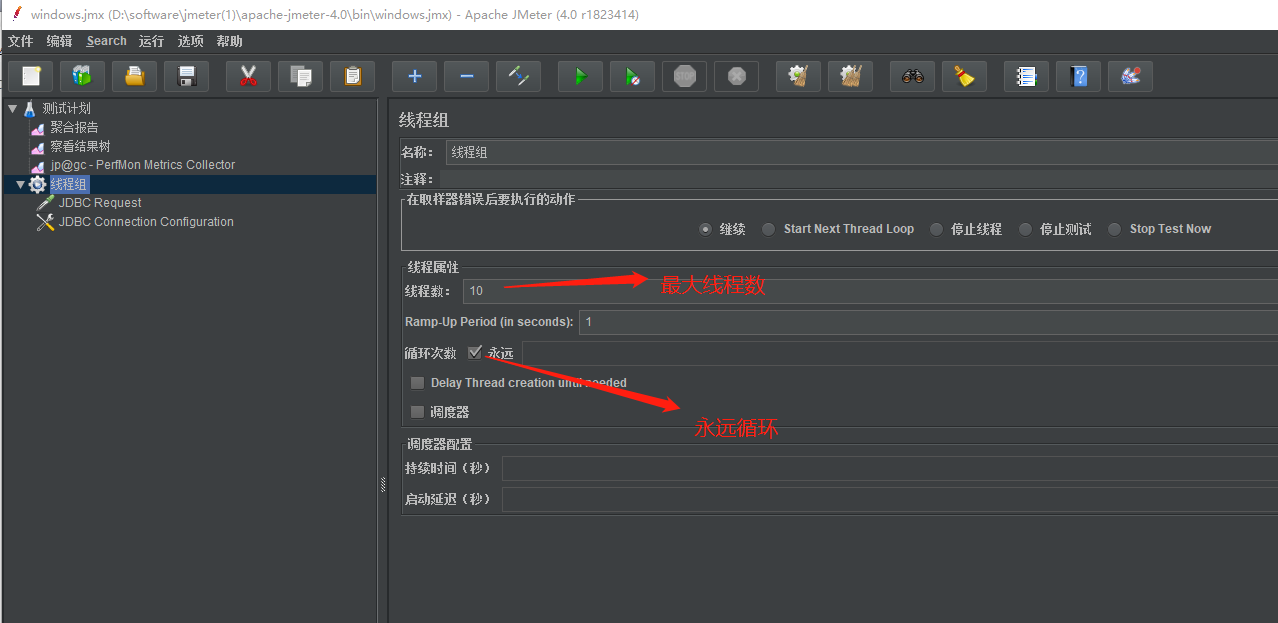 windows.jmx (D:\software\jmeter(1)\apache-jmeter-4.0\bin\windows.jmx) - Apache JMeter (4.0 r1823414)
文件 编辑 Search 运行 选项 帮助
STOP
测试计划
聚合报告
察看结果树
jp@gc - PerfMon Metrics Collector
线程组
JDBC Request
JDBC Connection Configuration
线程组
名称: 线程组
注释:
在取样器错误后要执行的动作
继续 Start Next Thread Loop 停止线程 停止测试 Stop Test Now
线程属性
线程数: 10 最大线程数
Ramp-Up Period (in seconds): 1
循环次数 永远
Delay Thread creation until needed
调度器
永远循环
调度器配置
持续时间（秒）
启动延迟（秒）